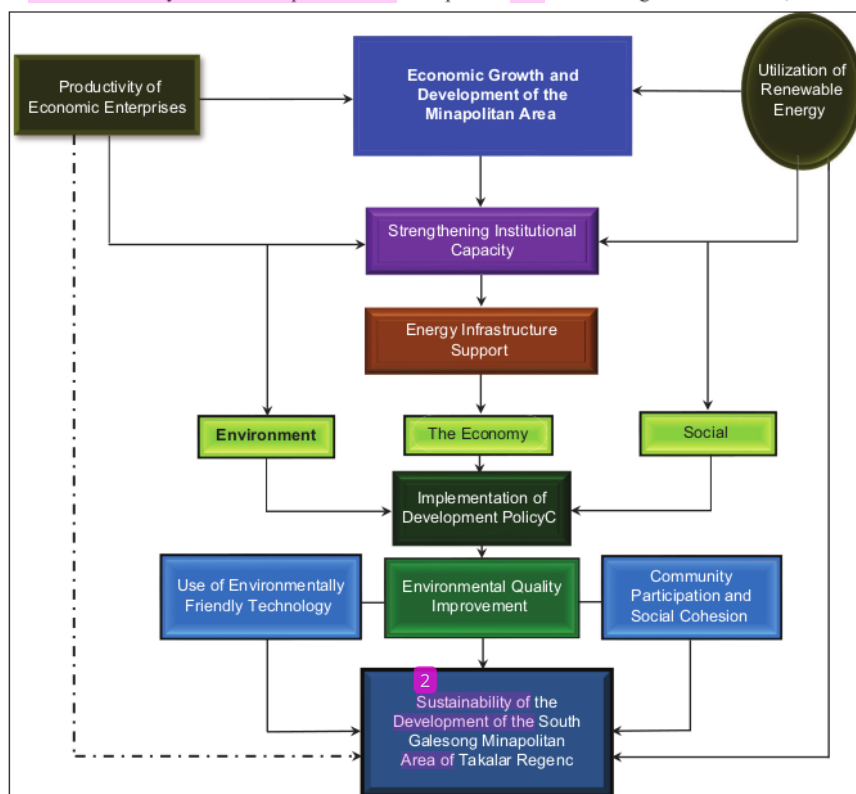 Productivity of
Economic Enterprises
Economic Growth and
Development of the
Minapolitan Area
Utilization of
Renewable
Energy
Strengthening Institutional
Capacity
Energy Infrastructure
Support
Environment
The Economy
Social
Implementation of
Development PolicyC
Use of Environmentally
Friendly Technology
Environmental Quality
Improvement
Community
Participation and
Social Cohesion
2
Sustainability of the
Development of the South
Galesong Minapolitan
Area of Takalar Regenc